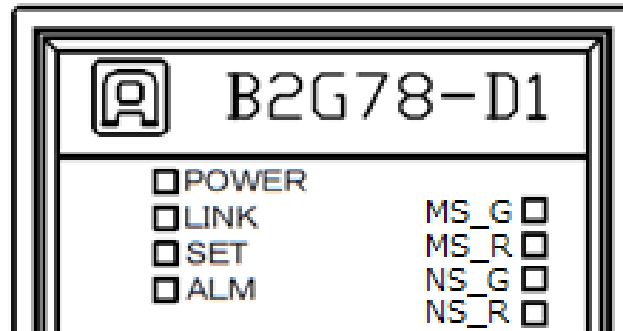 B2G78-D1
POWER
LINK
SET
ALM
MS_G
MS_R
NS_G
NS_R